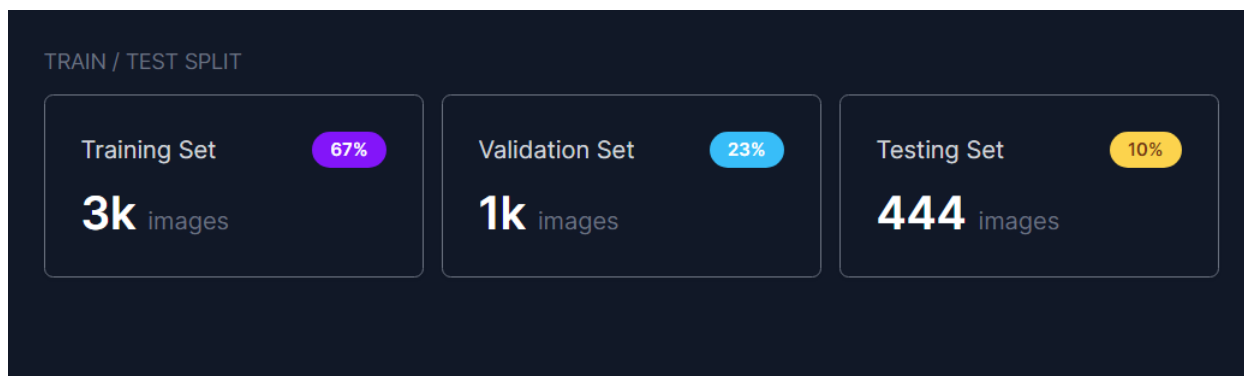 TRAIN / TEST SPLIT
Training Set 67%
3k images
Validation Set 23%
1k images
Testing Set 10%
444 images